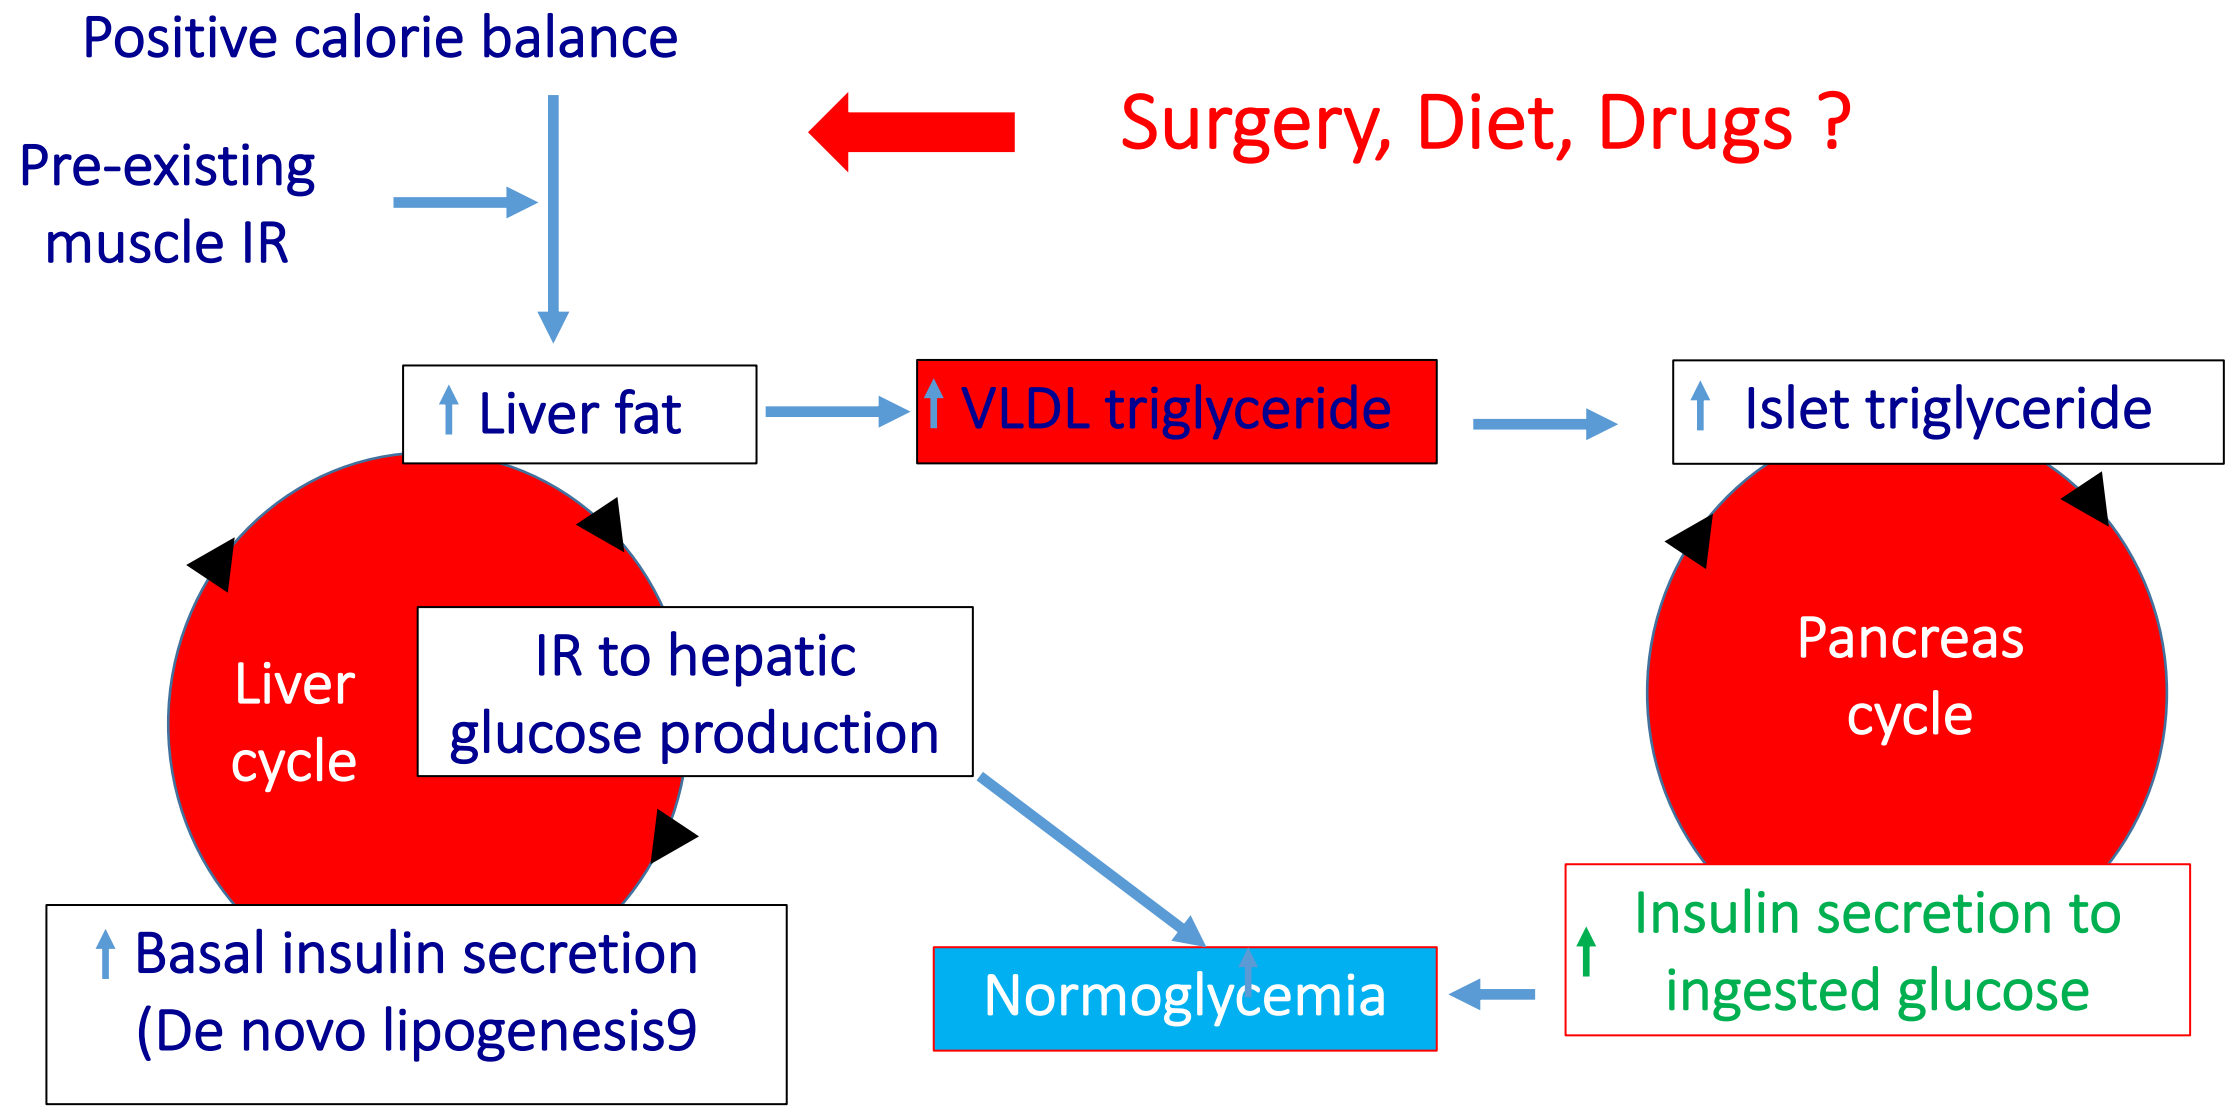 Positive calorie balance
Surgery, Diet, Drugs ?
Pre-existing
muscle IR
Liver fat
VLDL triglyceride
Islet triglyceride
Liver
cycle
IR to hepatic
glucose production
Pancreas
cycle
Basal insulin secretion
(De novo lipogenesis9
Normoglycemia
Insulin secretion to
ingested glucose